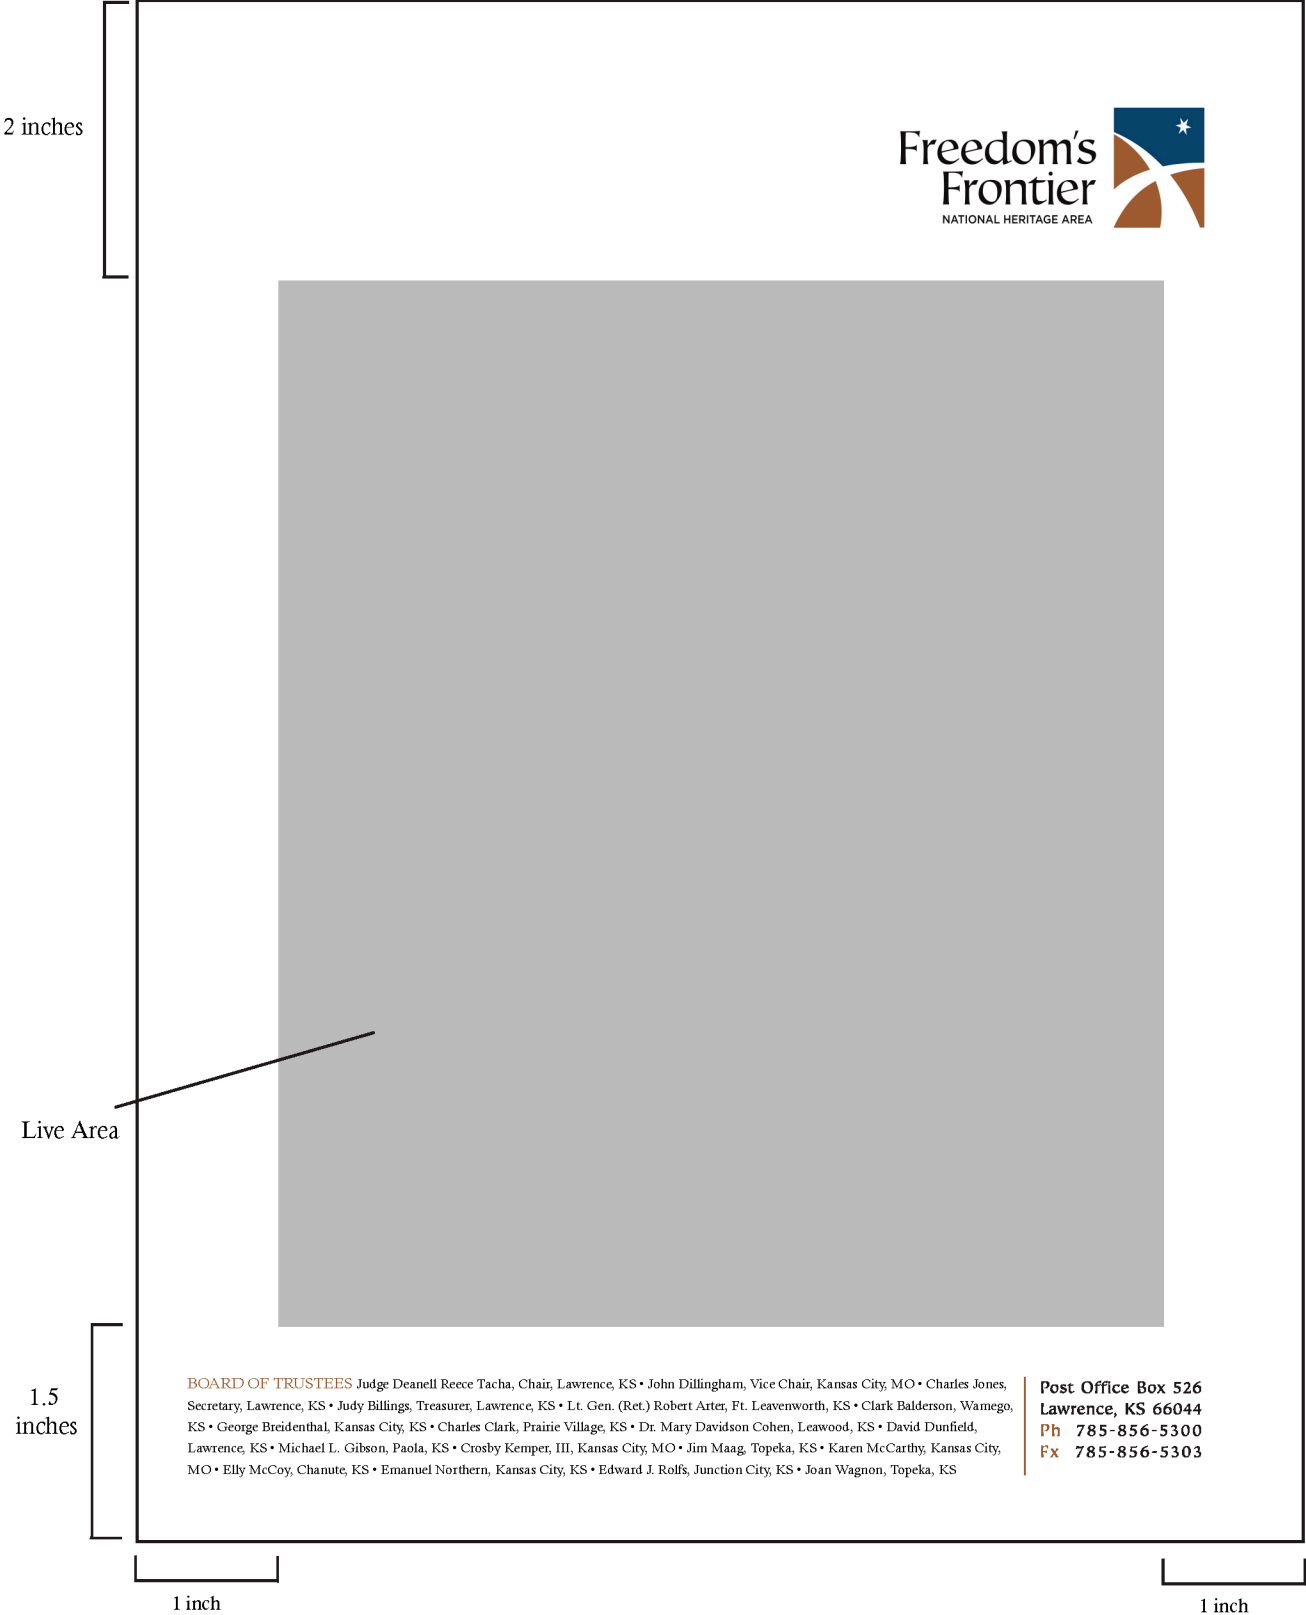 2 inches
Freedom's
Frontier
NATIONAL HERITAGE AREA
Live Area
1.5
inches
BOARD OF TRUSTEES Judge Deanell Reece Tacha, Chair, Lawrence, KS • John Dillingham, Vice Chair, Kansas City, MO • Charles Jones,
Secretary, Lawrence, KS • Judy Billings, Treasurer, Lawrence, KS • Lt. Gen. (Ret.) Robert Arter, Ft. Leavenworth, KS • Clark Balderson, Wamego,
KS • George Breidenthal, Kansas City, KS • Charles Clark, Prairie Village, KS • Dr. Mary Davidson Cohen, Leawood, KS • David Dunfield,
Lawrence, KS • Michael L. Gibson, Paola, KS • Crosby Kemper, III, Kansas City, MO • Jim Maag, Topeka, KS • Karen McCarthy, Kansas City,
MO • Elly McCoy, Chanute, KS • Emanuel Northern, Kansas City, KS • Edward J. Rolfs, Junction City, KS • Joan Wagnon, Topeka, KS
Post Office Box 526
Lawrence, KS 66044
Ph 785-856-5300
Fx 785-856-5303
1 inch
1 inch